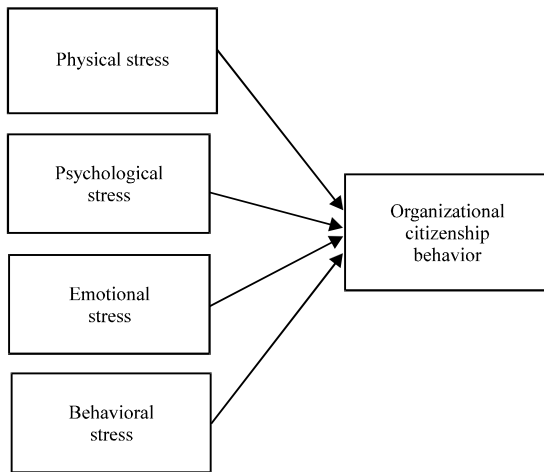 Physical stress
Psychological
stress
Emotional
stress
Behavioral
stress
Organizational
citizenship
behavior